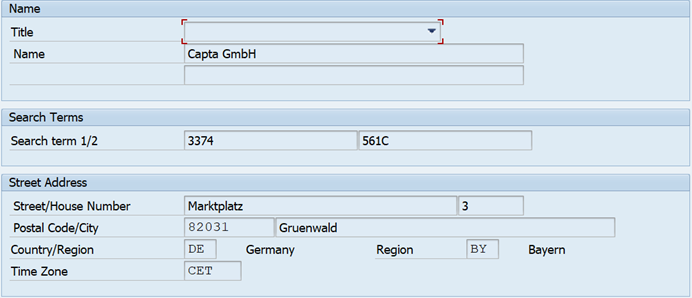 Name
Title
Name Capta GmbH
Search Terms
Search term 1/2 3374 561C
Street Address
Street/House Number Marktplatz 3
Postal Code/City 82031 Gruenwald
Country/Region DE Germany Region BY Bayern
Time Zone CET